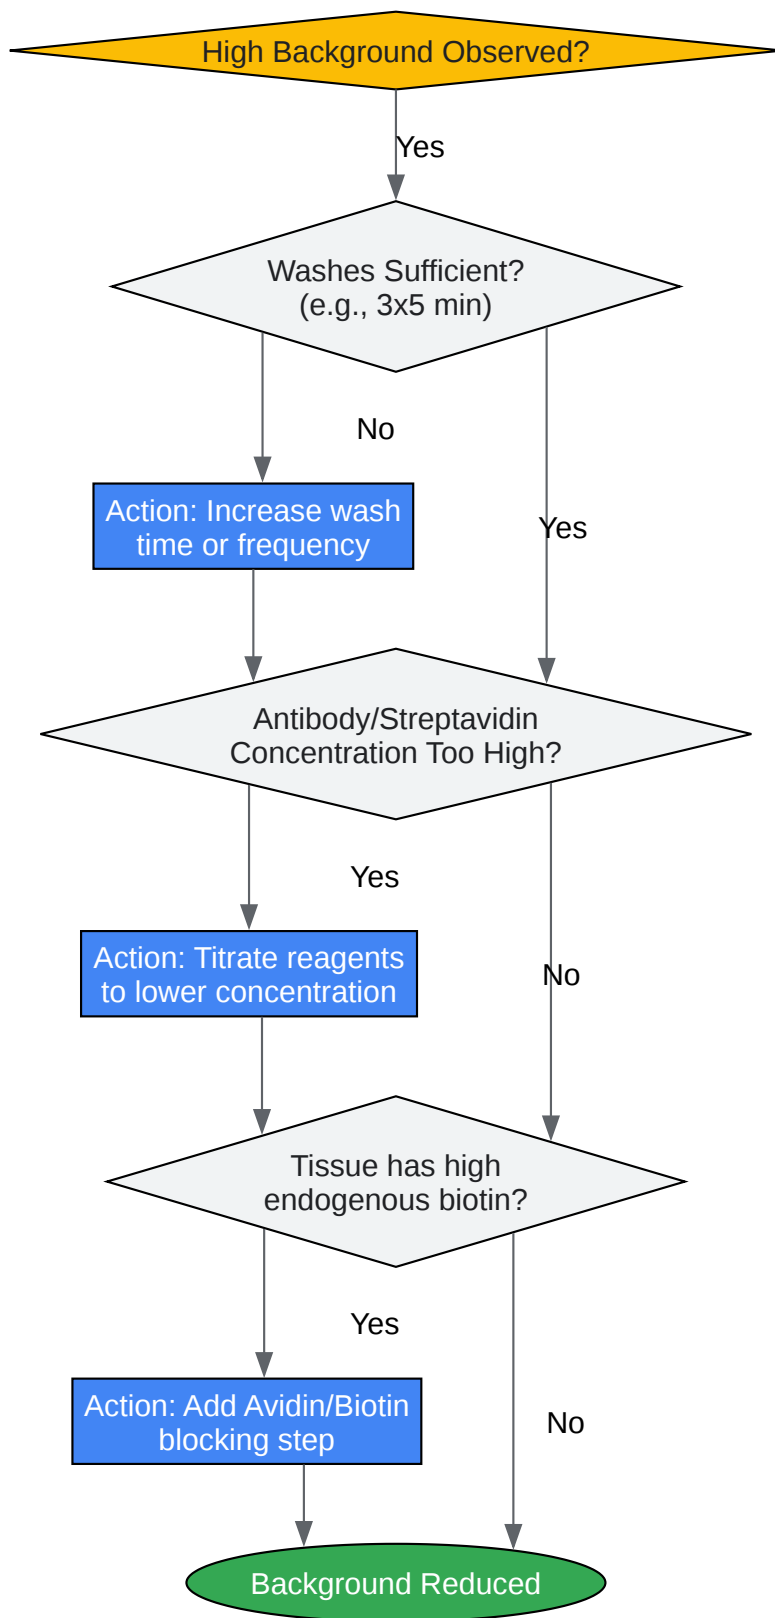 High Background Observed?
Yes
Washes Sufficient?
(e.g., 3x5 min)
No
Action: Increase wash
time or frequency
Yes
Antibody/Streptavidin
Concentration Too High?
Yes
Action: Titrate reagents
to lower concentration
No
Tissue has high
endogenous biotin?
Yes
Action: Add Avidin/Biotin
blocking step
No
Background Reduced